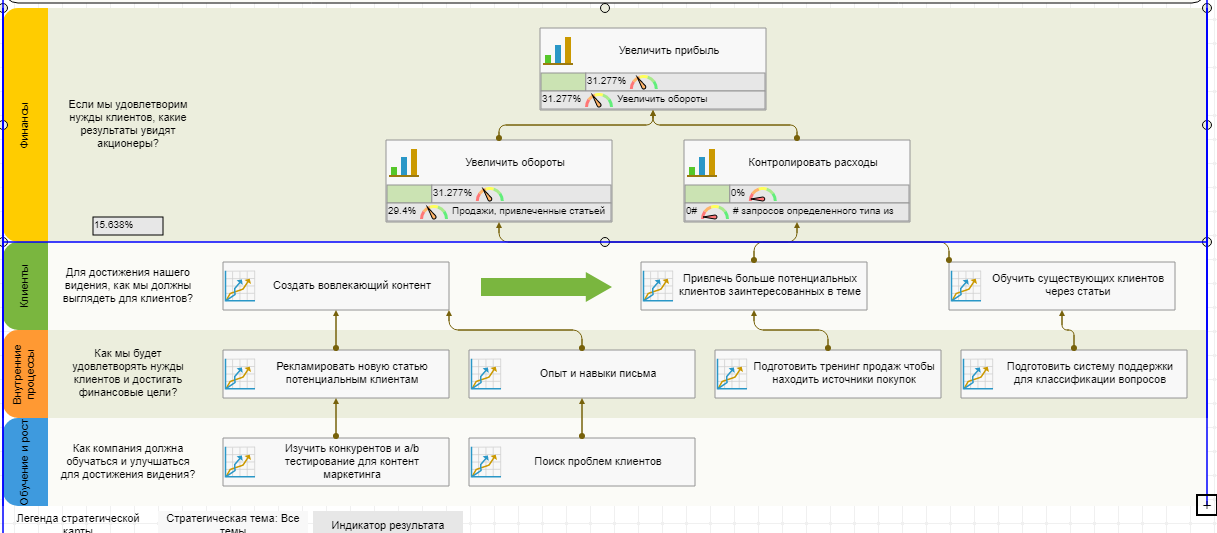 Финансы
Если мы удовлетворим
нужды клиентов, какие
результаты увидят
акционеры?
15.638%
Увеличить прибыль
31.277%
31.277% Увеличить обороты
Увеличить обороты
31.277%
29.4% Продажи, привлеченные статьей
Контролировать расходы
0%
0# # запросов определенного типа из
Клиенты
Для достижения нашего
видения, как мы должны
выглядеть для клиентов?
Создать вовлекающий контент
Привлечь больше потенциальных
клиентов заинтересованных в теме
Обучить существующих клиентов
через статьи
Внутренние
процессы
Как мы будет
удовлетворять нужды
клиентов и достигать
финансовые цели?
Рекламировать новую статью
потенциальным клиентам
Опыт и навыки письма
Подготовить тренинг продаж чтобы
находить источники покупок
Подготовить систему поддержки
для классификации вопросов
Обучение и рост
Как компания должна
обучаться и улучшаться
для достижения видения?
Изучить конкурентов и a/b
тестирование для контент
маркетинга
Поиск проблем клиентов
Легенда стратегической
карты
Стратегическая тема: Все
темы
Индикатор результата